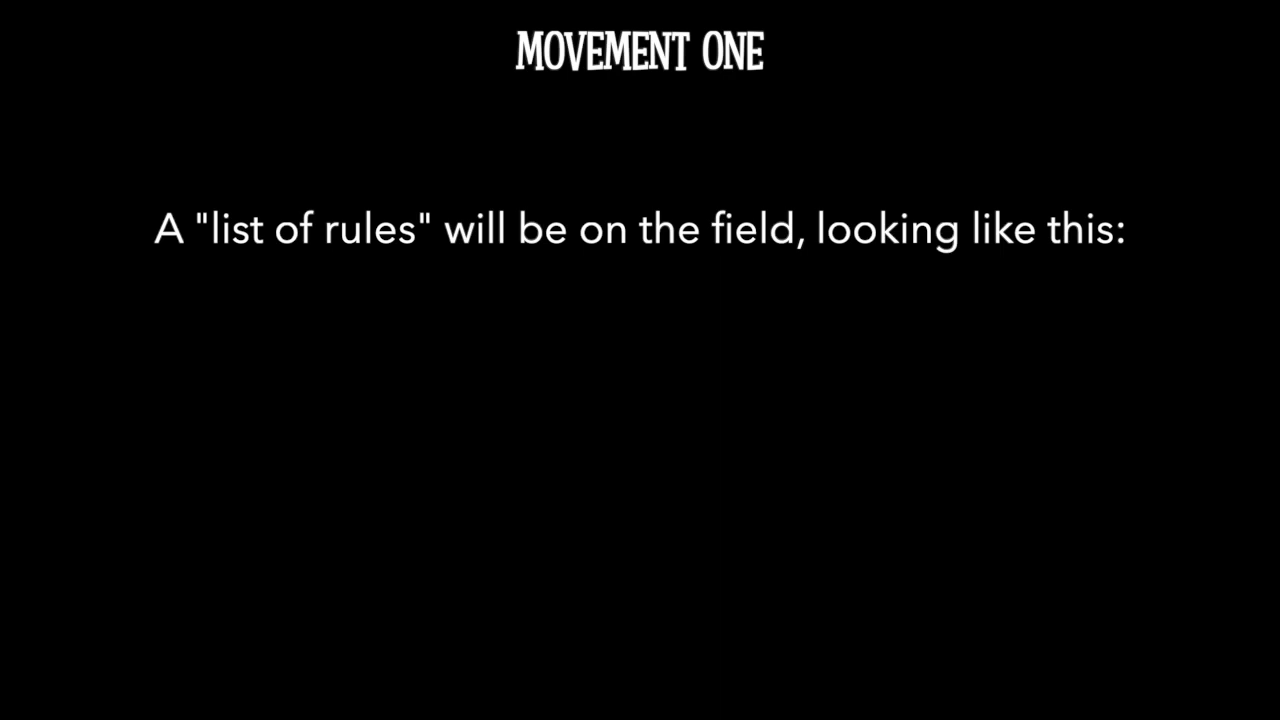 MOVEMENT ONE
A "list of rules" will be on the field, looking like this: